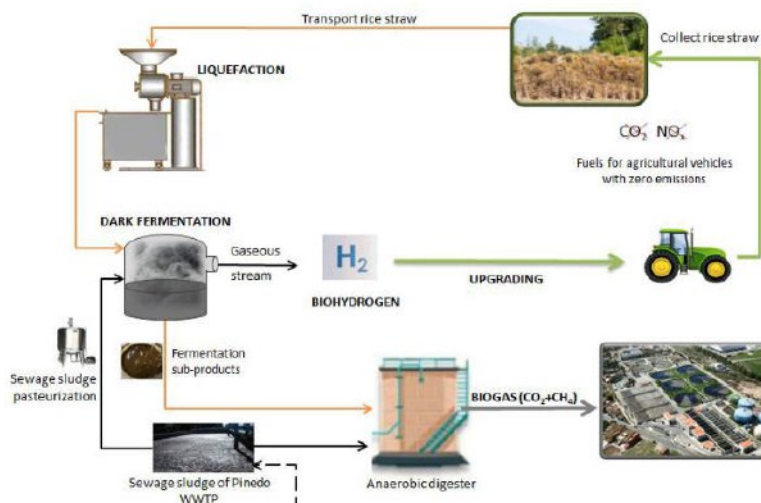 Transport rice straw
Collect rice straw
LIQUEFACTION
CO₂ NOₓ
Fuels for agricultural vehicles
with zero emissions
DARK FERMENTATION
Gaseous
stream
H₂
BIOHYDROGEN
UPGRADING
Sewage sludge
pasteurization
Fermentation
sub-products
BIOGAS (CO₂+CH₄)
Sewage sludge of Pinedo
WWTP
Anaerobic digester